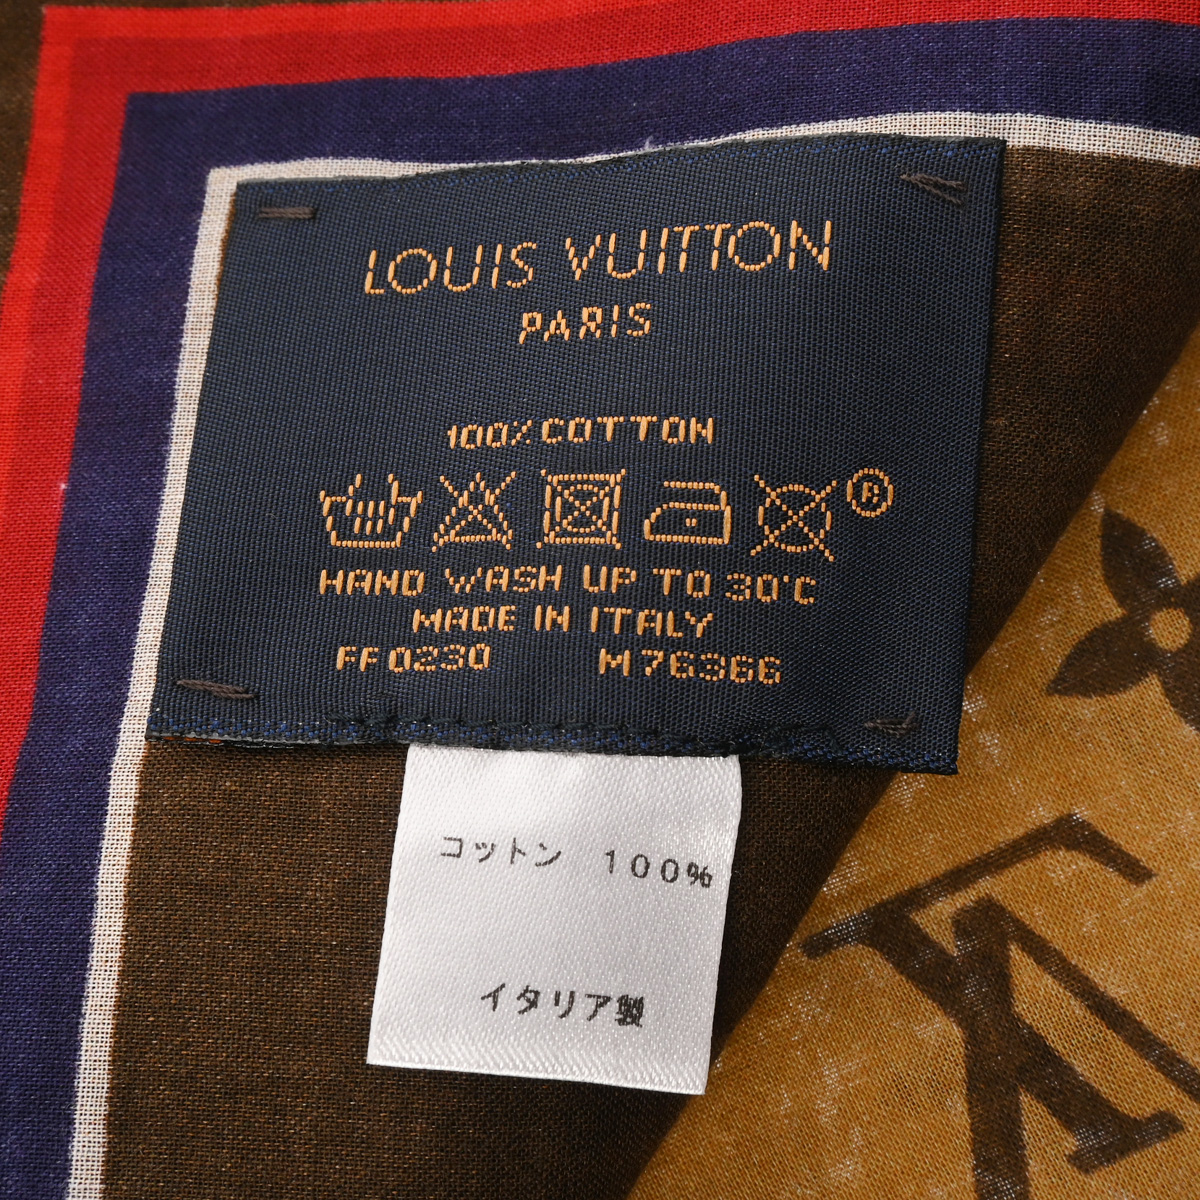 LOUIS VUITTON
PARIS
100% COTTON
®
HAND WASH UP TO 30°C
MADE IN ITALY
FF0230 M76366
コットン 100%
イタリア製